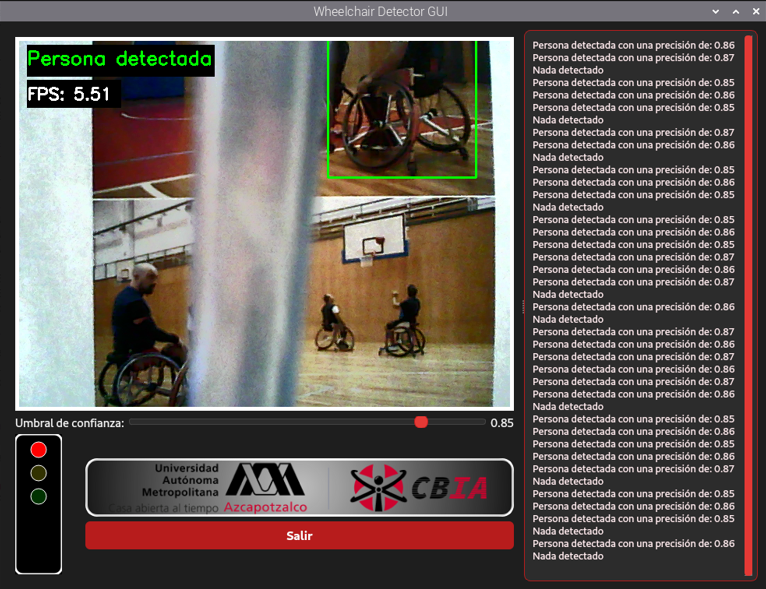 Wheelchair Detector GUI
Persona detectada
FPS: 5.51
Umbral de confianza:
0.85
Universidad
Autónoma
Metropolitana
Casa abierta al tiempo Azcapotzalco
CBIA
Salir
Persona detectada con una precisión de: 0.86
Persona detectada con una precisión de: 0.87
Nada detectado
Persona detectada con una precisión de: 0.85
Persona detectada con una precisión de: 0.86
Persona detectada con una precisión de: 0.85
Nada detectado
Persona detectada con una precisión de: 0.87
Persona detectada con una precisión de: 0.86
Nada detectado
Persona detectada con una precisión de: 0.85
Persona detectada con una precisión de: 0.86
Persona detectada con una precisión de: 0.85
Nada detectado
Persona detectada con una precisión de: 0.85
Persona detectada con una precisión de: 0.86
Persona detectada con una precisión de: 0.85
Persona detectada con una precisión de: 0.87
Persona detectada con una precisión de: 0.86
Persona detectada con una precisión de: 0.87
Nada detectado
Persona detectada con una precisión de: 0.86
Nada detectado
Persona detectada con una precisión de: 0.87
Persona detectada con una precisión de: 0.86
Persona detectada con una precisión de: 0.87
Persona detectada con una precisión de: 0.86
Persona detectada con una precisión de: 0.87
Persona detectada con una precisión de: 0.86
Nada detectado
Persona detectada con una precisión de: 0.85
Persona detectada con una precisión de: 0.86
Persona detectada con una precisión de: 0.85
Persona detectada con una precisión de: 0.86
Persona detectada con una precisión de: 0.87
Nada detectado
Persona detectada con una precisión de: 0.85
Persona detectada con una precisión de: 0.86
Persona detectada con una precisión de: 0.85
Nada detectado
Persona detectada con una precisión de: 0.86
Nada detectado